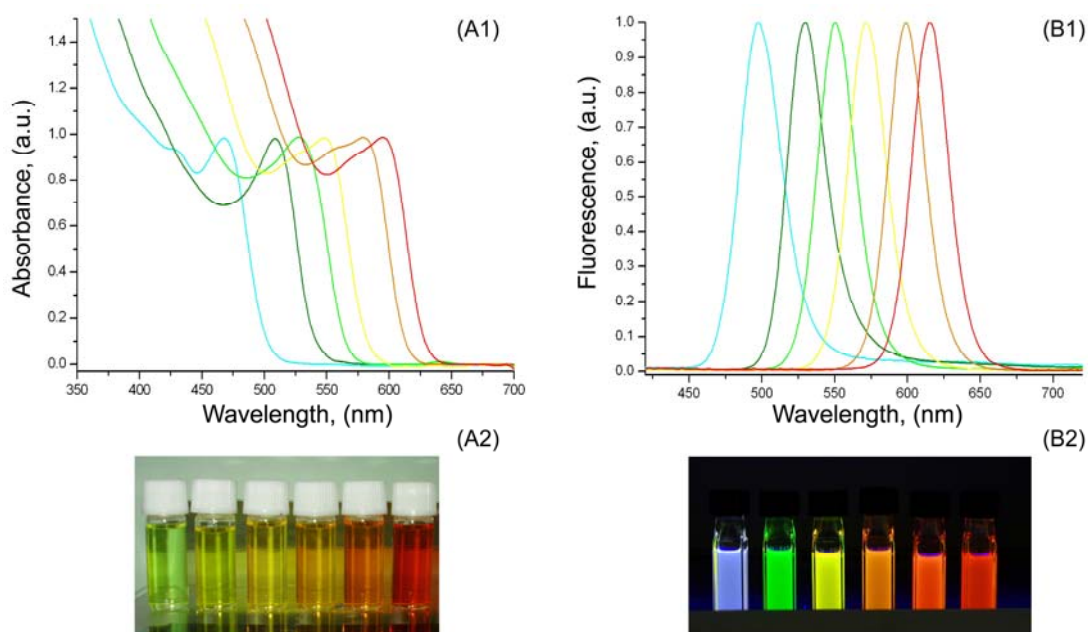 (A1)
1.4
1.2
1.0
0.8
0.6
0.4
0.2
0.0
Absorbance, (a.u.)
350 400 450 500 550 600 650 700
Wavelength, (nm)
(B1)
1.0
0.9
0.8
0.7
0.6
0.5
0.4
0.3
0.2
0.1
0.0
Fluorescence, (a.u.)
450 500 550 600 650 700
Wavelength, (nm)
(A2)
(B2)